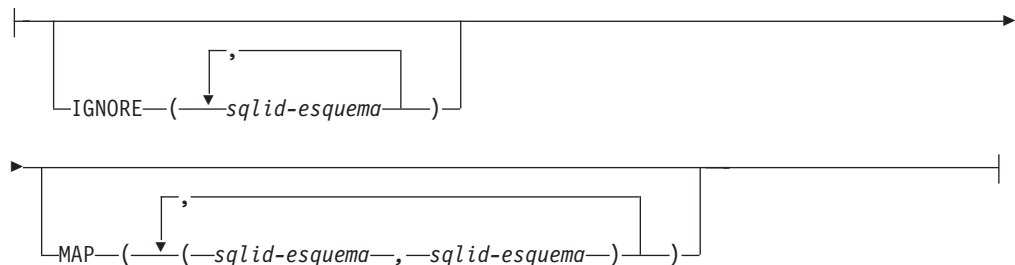 ,
IGNORE ( sqlid-esquema )
,
MAP ( ( sqlid-esquema , sqlid-esquema ) )